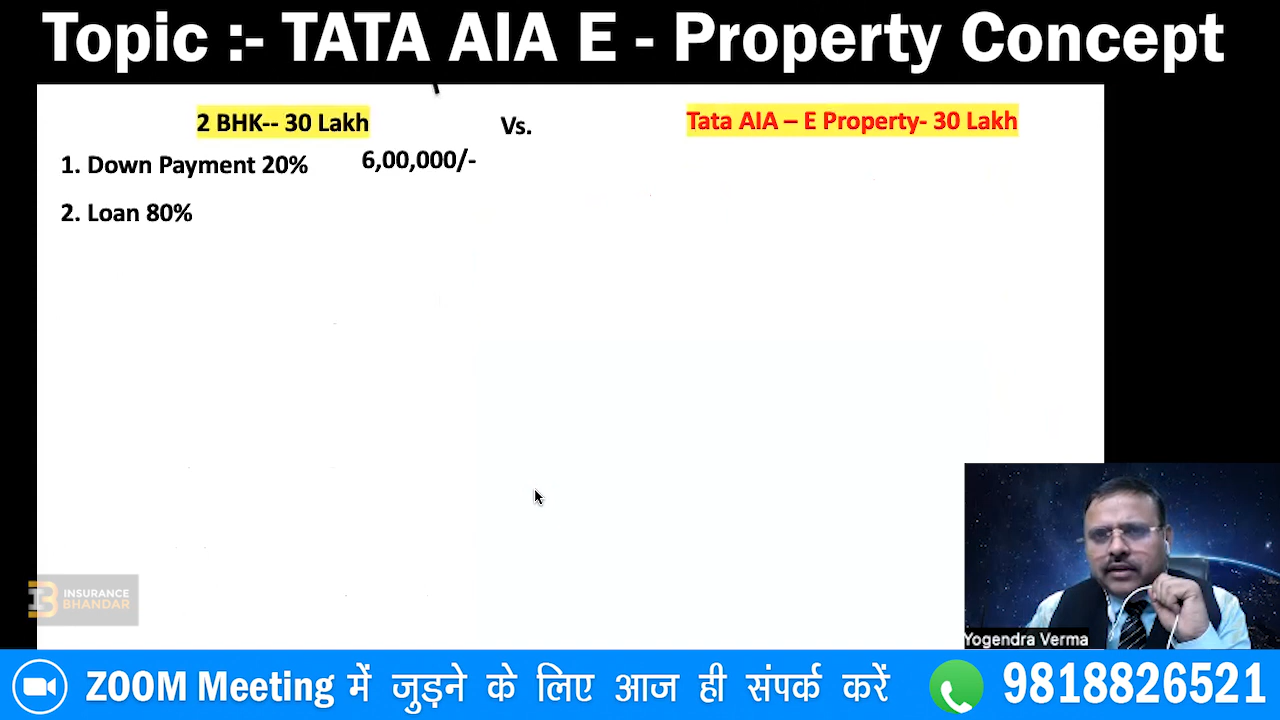 Topic :- TATA AIA E - Property Concept
2 BHK-- 30 Lakh
Vs.
Tata AIA – E Property- 30 Lakh
1. Down Payment 20%
6,00,000/-
2. Loan 80%
INSURANCE
BHANDAR
Yogendra Verma
ZOOM Meeting में जुड़ने के लिए आज ही संपर्क करें
9818826521